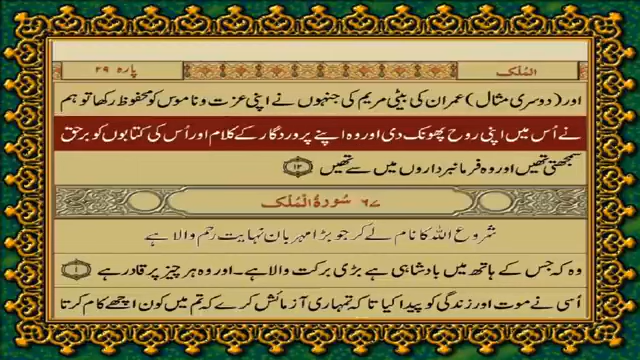 پارہ ۲۹
الملک
اور (دوسری مثال) عمران کی بیٹی مریم کی جنہوں نے اپنی عزت و ناموس کو محفوظ رکھا تو ہم
نے اُس میں اپنی روح پھونک دی اور وہ اپنے پروردگار کے کلام اور اُس کی کتابوں کو برحق
سمجھتی تھیں اور وہ فرمانبرداروں میں سے تھیں ۱۲
۶۷ سُورۃُ الْمُلک
شروع اللہ کا نام لے کر جو بڑا مہربان نہایت رحم والا ہے
وہ کہ جس کے ہاتھ میں بادشاہی ہے بڑی برکت والا ہے۔ اور وہ ہر چیز پر قادر ہے ۱
اُسی نے موت اور زندگی کو پیدا کیا تاکہ تمہاری آزمائش کرے کہ تم میں کون اچھے کام کرتا